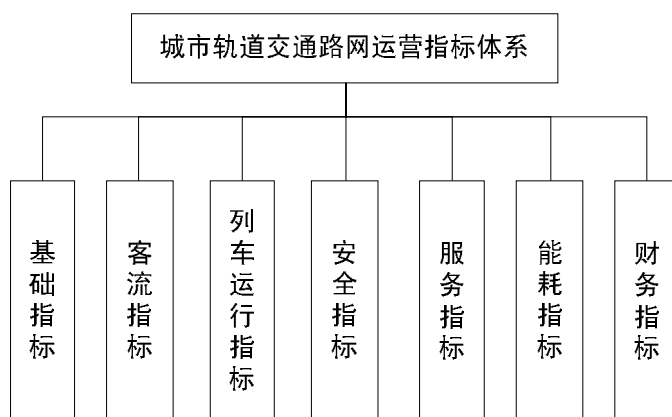 城市轨道交通路网运营指标体系
基础指标
客流指标
列车运行指标
安全指标
服务指标
能耗指标
财务指标